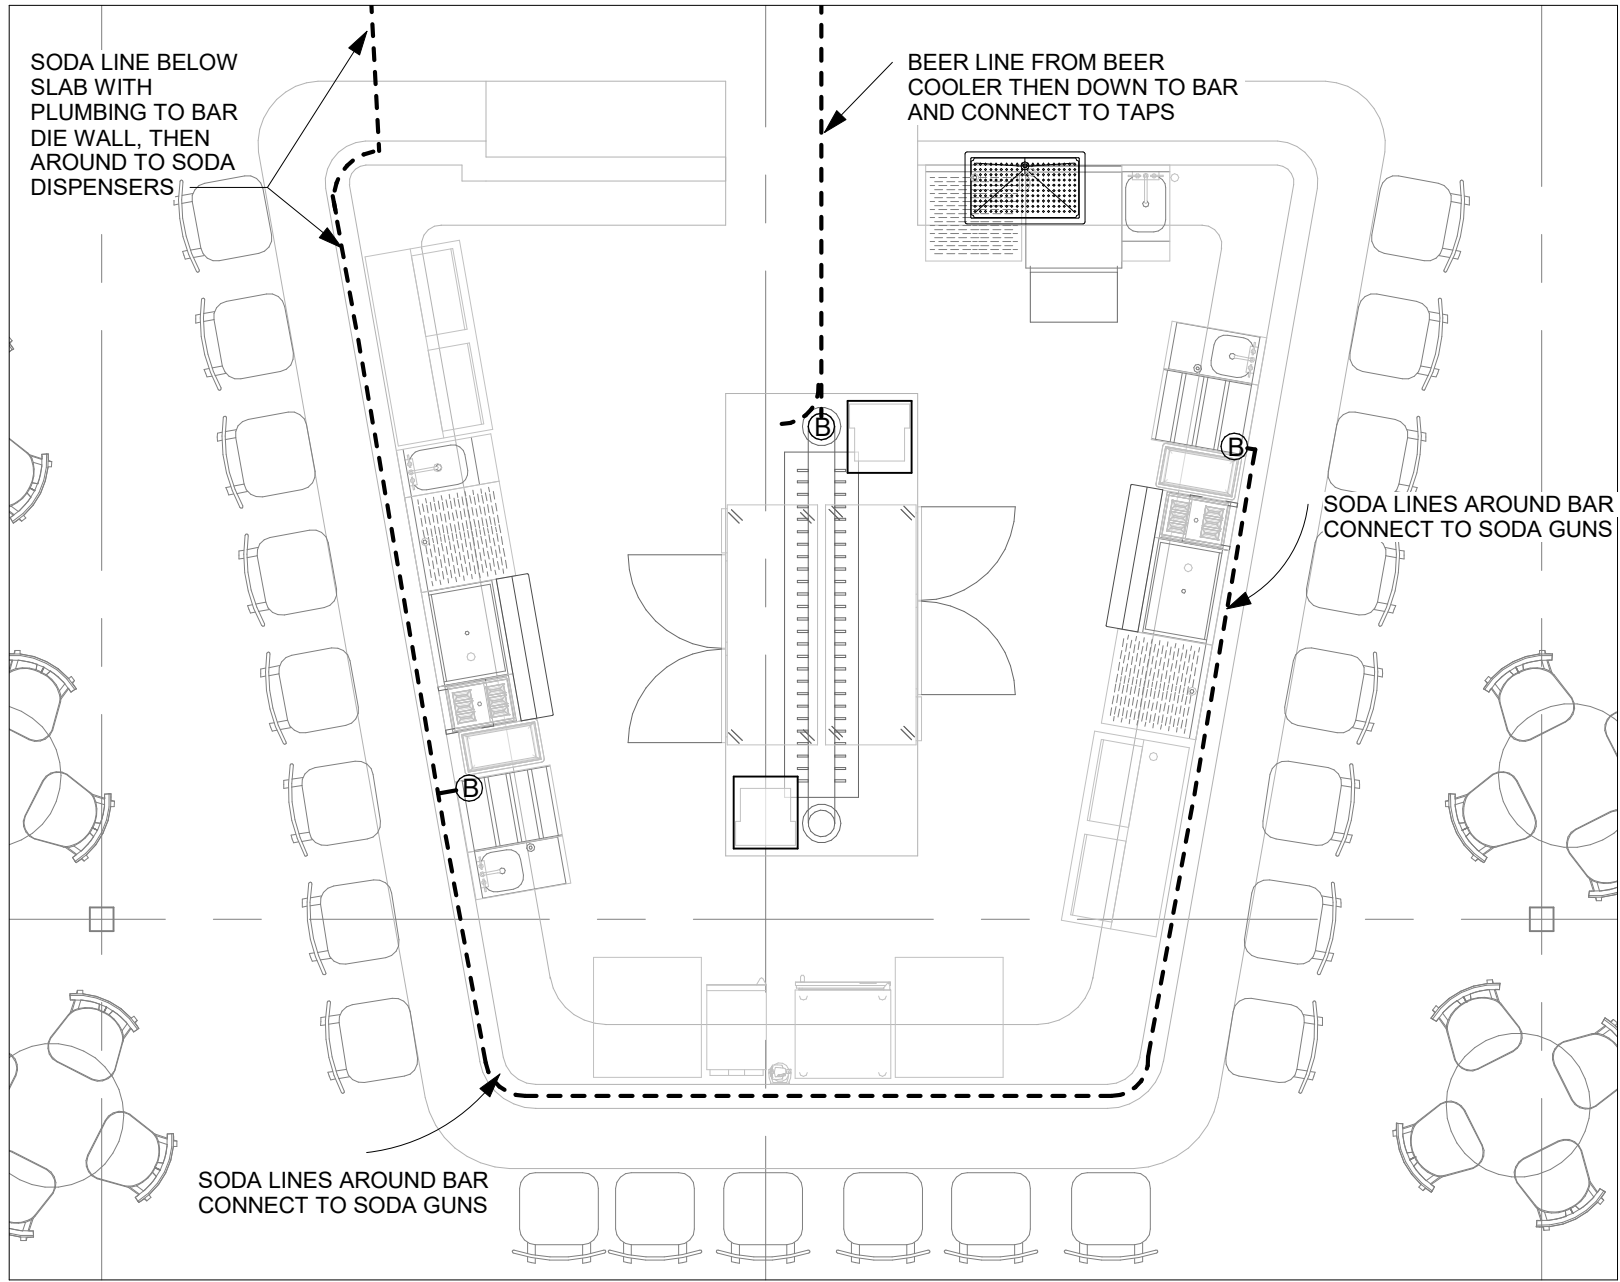 SODA LINE BELOW
SLAB WITH
PLUMBING TO BAR
DIE WALL, THEN
AROUND TO SODA
DISPENSERS
BEER LINE FROM BEER
COOLER THEN DOWN TO BAR
AND CONNECT TO TAPS
B
B
SODA LINES AROUND BAR
CONNECT TO SODA GUNS
B
SODA LINES AROUND BAR
CONNECT TO SODA GUNS